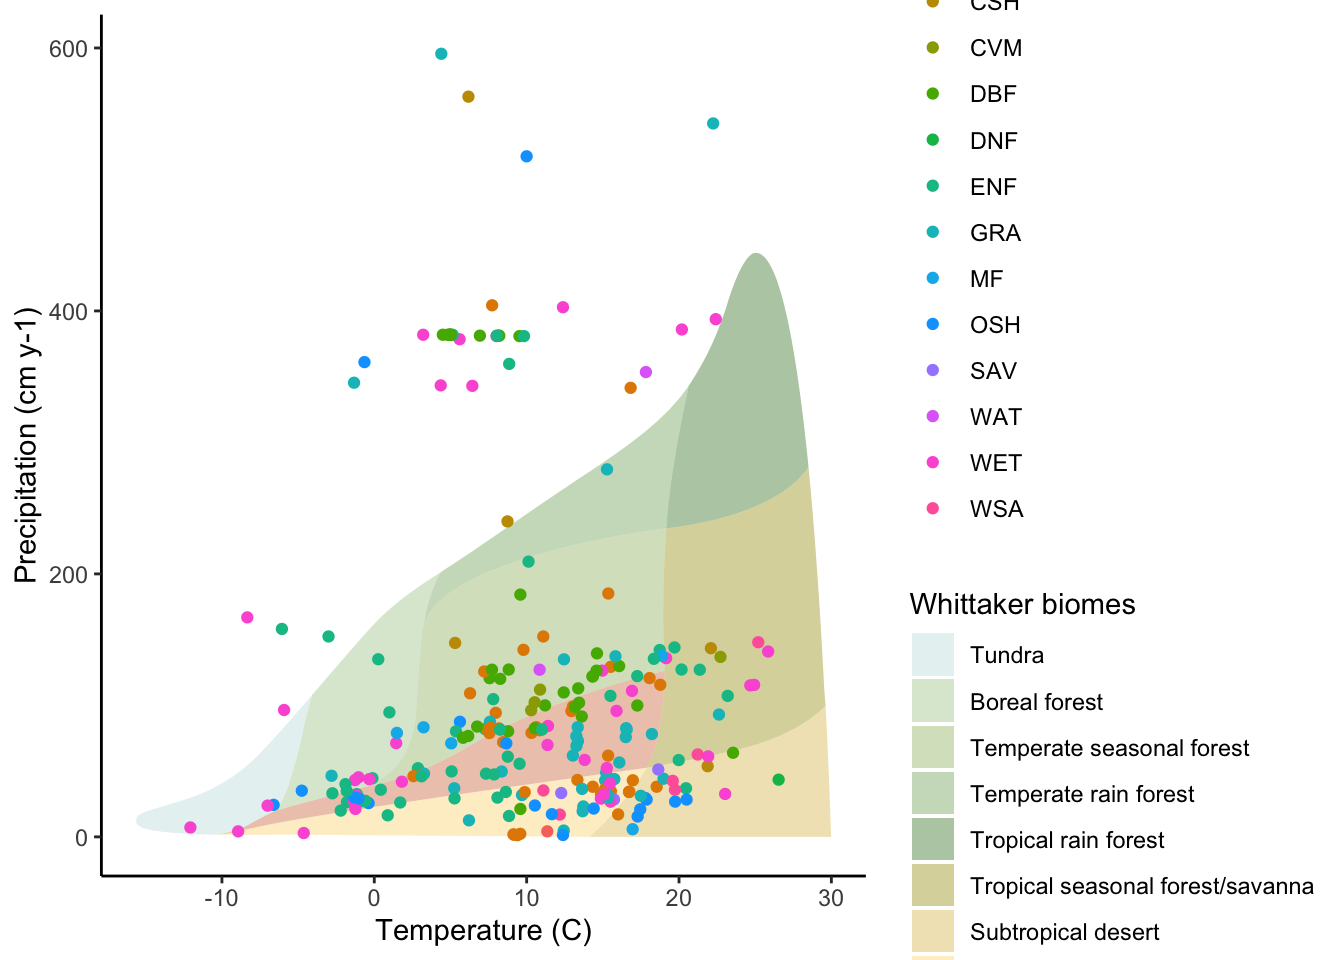 CSH
600
CVM
DBF
DNF
ENF
GRA
MF
400
OSH
SAV
WAT
WET
WSA
Precipitation (cm y-1)
200
Whittaker biomes
Tundra
Boreal forest
Temperate seasonal forest
Temperate rain forest
0
Tropical rain forest
Tropical seasonal forest/savanna
-10
0
10
20
30
Temperature (C)
Subtropical desert